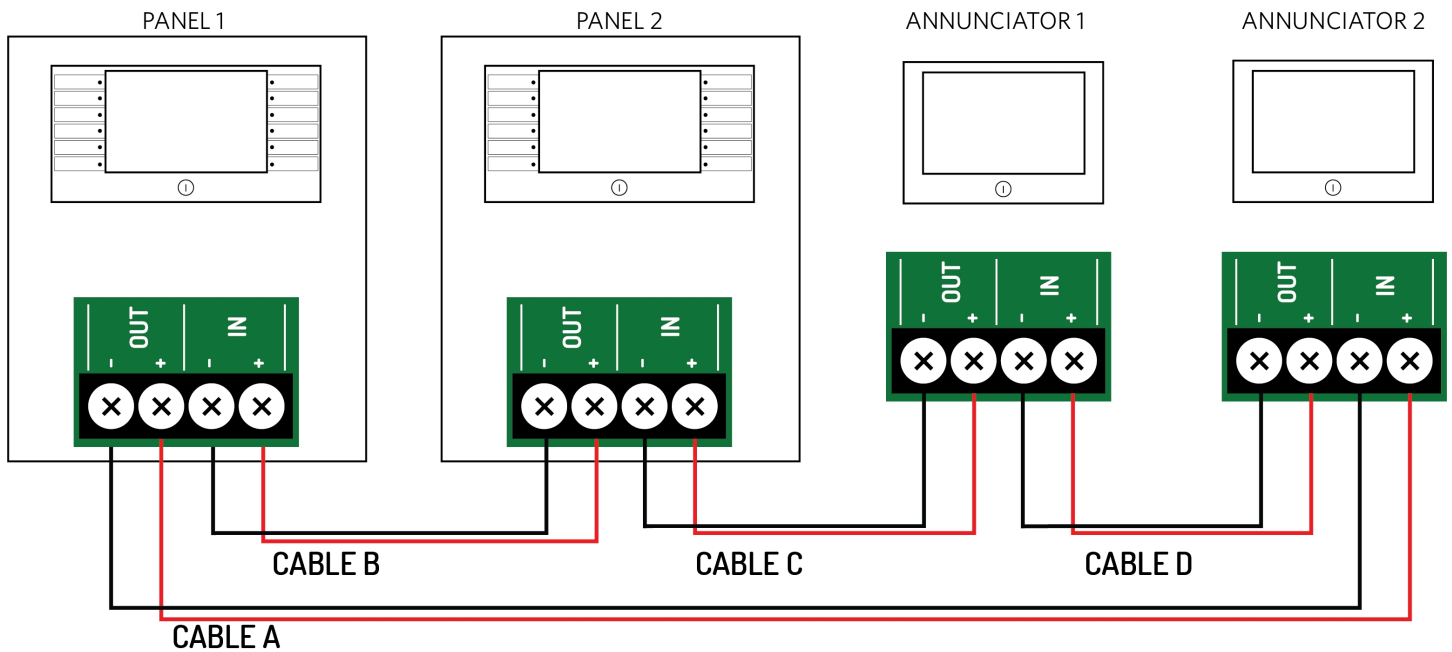 PANEL 1
PANEL 2
ANNUNCIATOR 1
ANNUNCIATOR 2
OUT
IN
- + - +
OUT
IN
- + - +
OUT
IN
- + - +
OUT
IN
- + - +
CABLE B
CABLE C
CABLE D
CABLE A